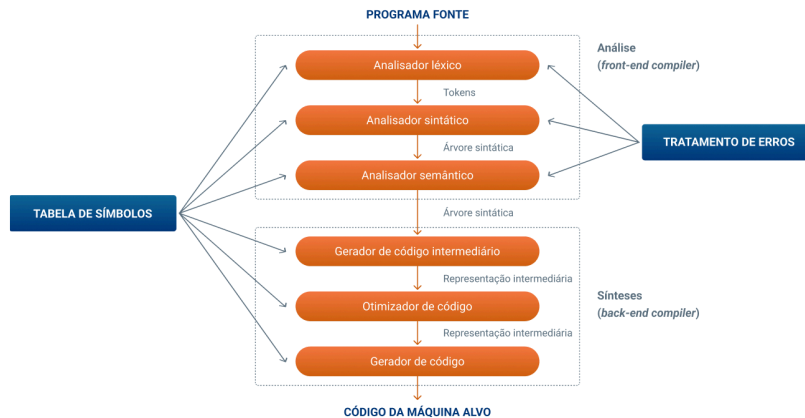 PROGRAMA FONTE
Análise
(front-end compiler)
Analisador léxico
Tokens
Analisador sintático
TRATAMENTO DE ERROS
Árvore sintática
Analisador semântico
TABELA DE SÍMBOLOS
Árvore sintática
Gerador de código intermediário
Representação intermediária
Sínteses
(back-end compiler)
Otimizador de código
Representação intermediária
Gerador de código
CÓDIGO DA MÁQUINA ALVO